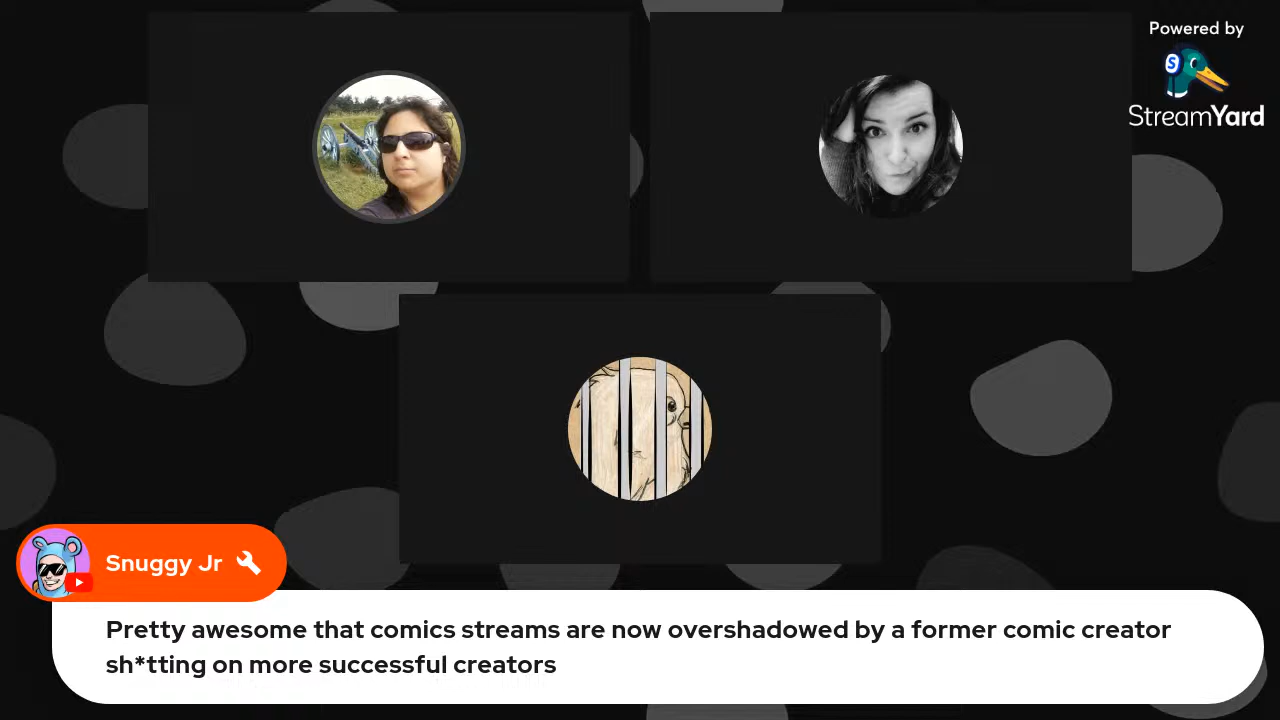 Powered by
StreamYard
Snuggy Jr
Pretty awesome that comics streams are now overshadowed by a former comic creator
sh*tting on more successful creators